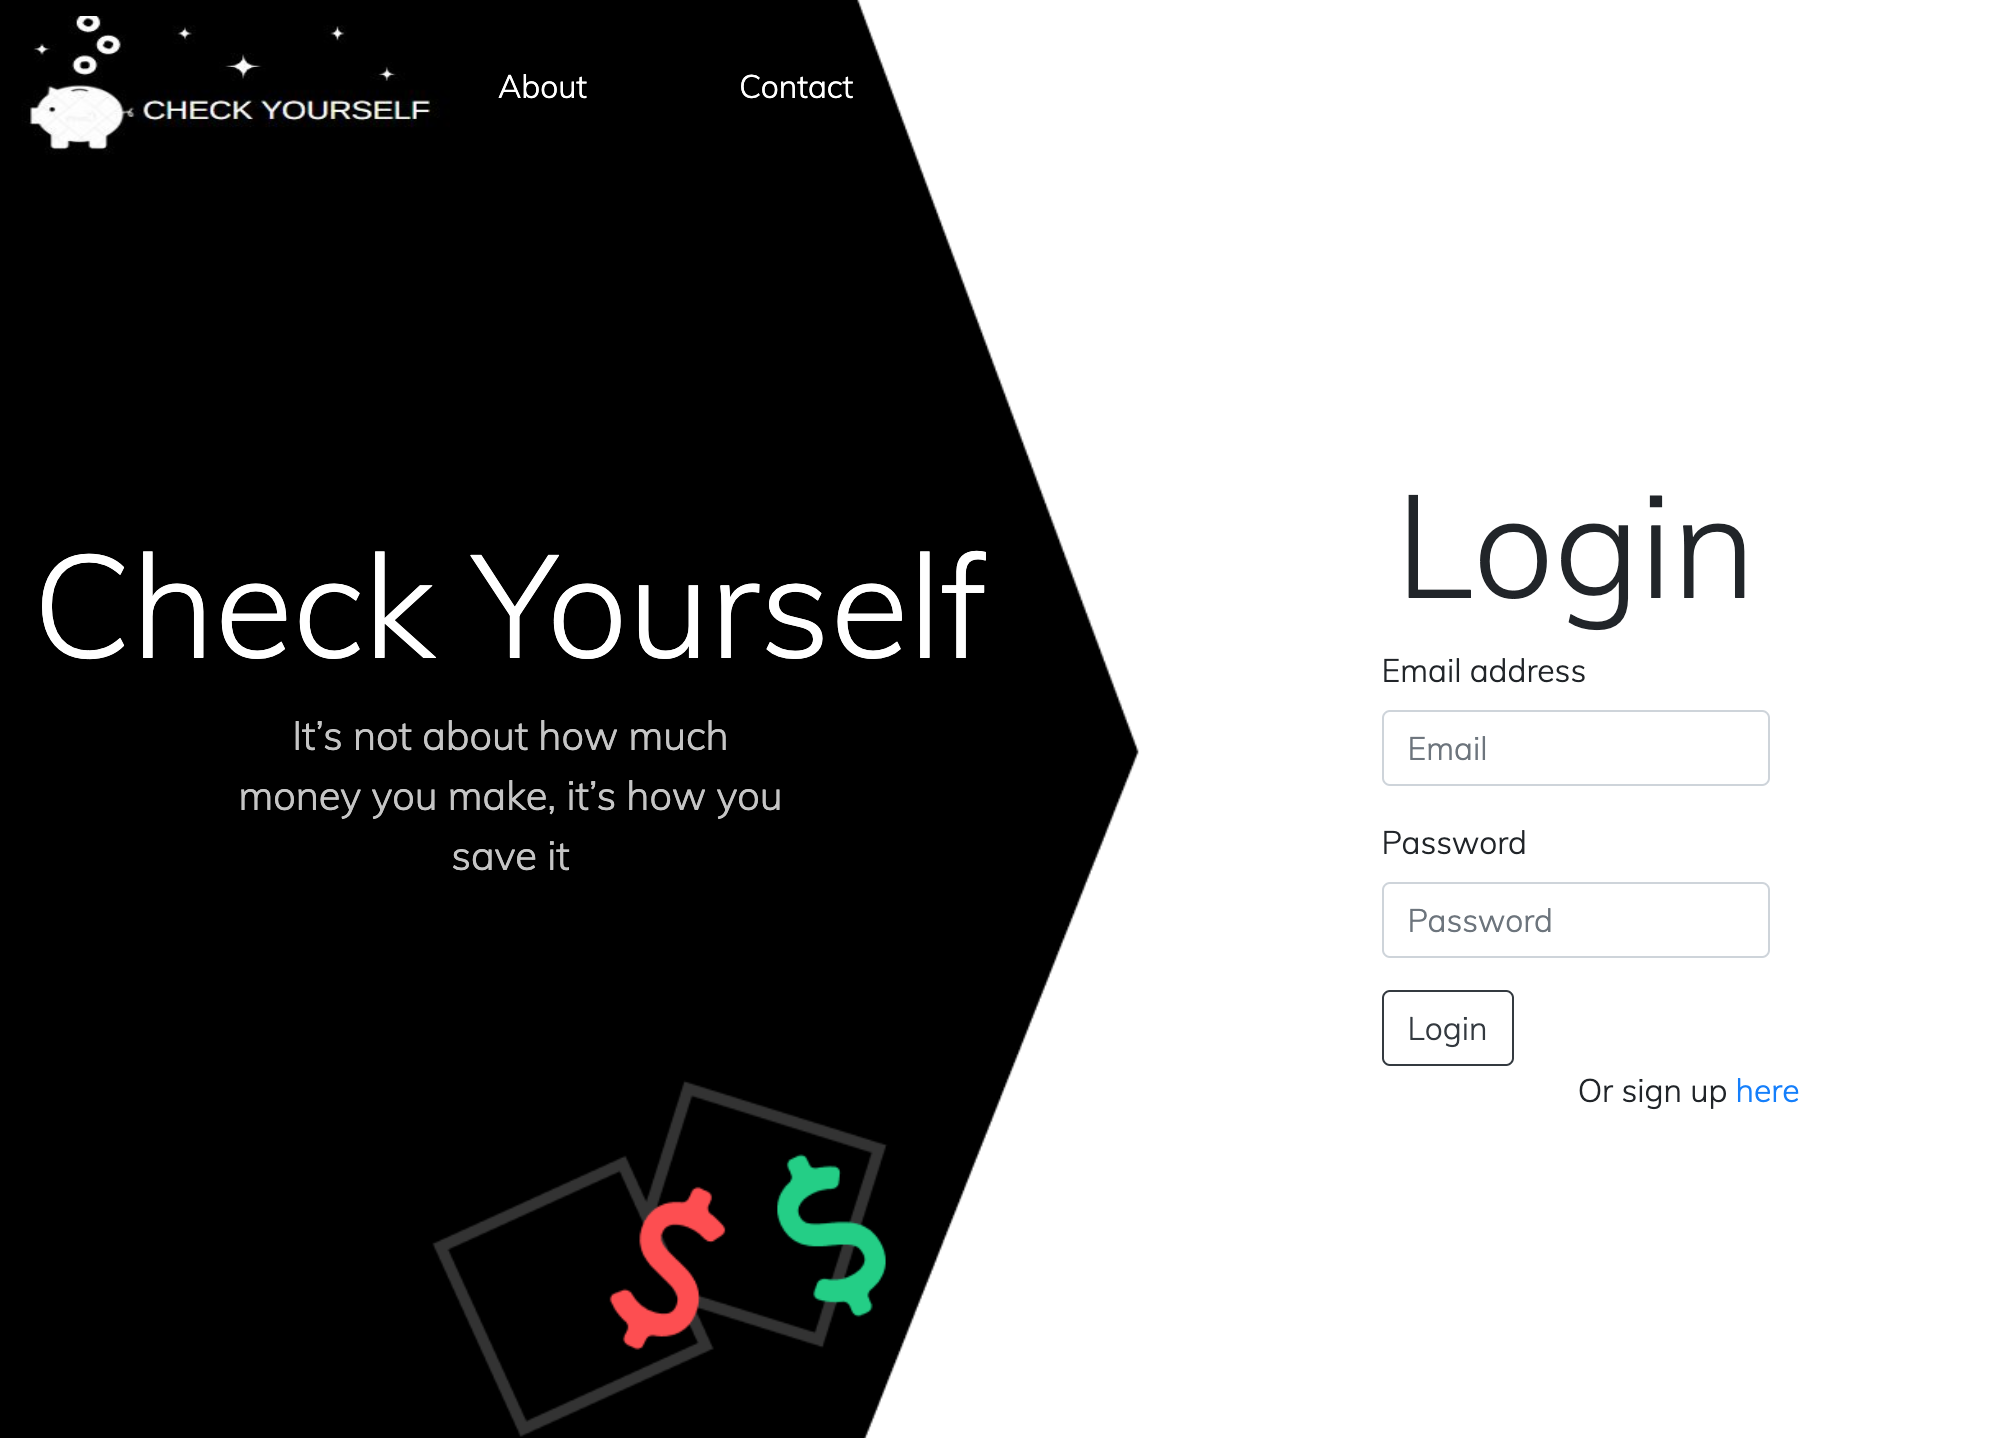 CHECK YOURSELF
About
Contact
Check Yourself
It’s not about how much
money you make, it’s how you
save it
Login
Email address
Email
Password
Password
Login
Or sign up here